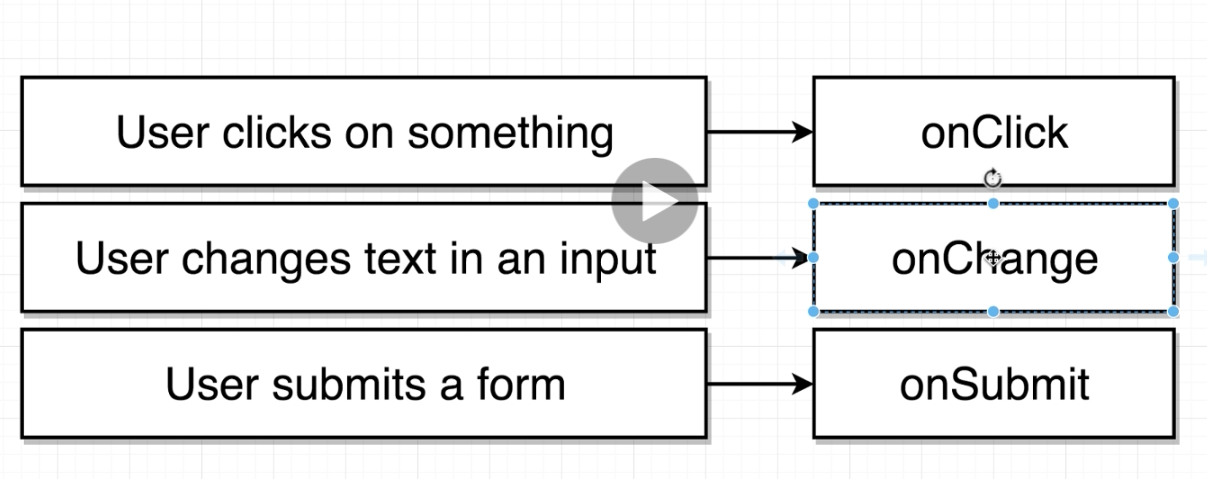 User clicks on something
onClick
User changes text in an input
onChange
User submits a form
onSubmit